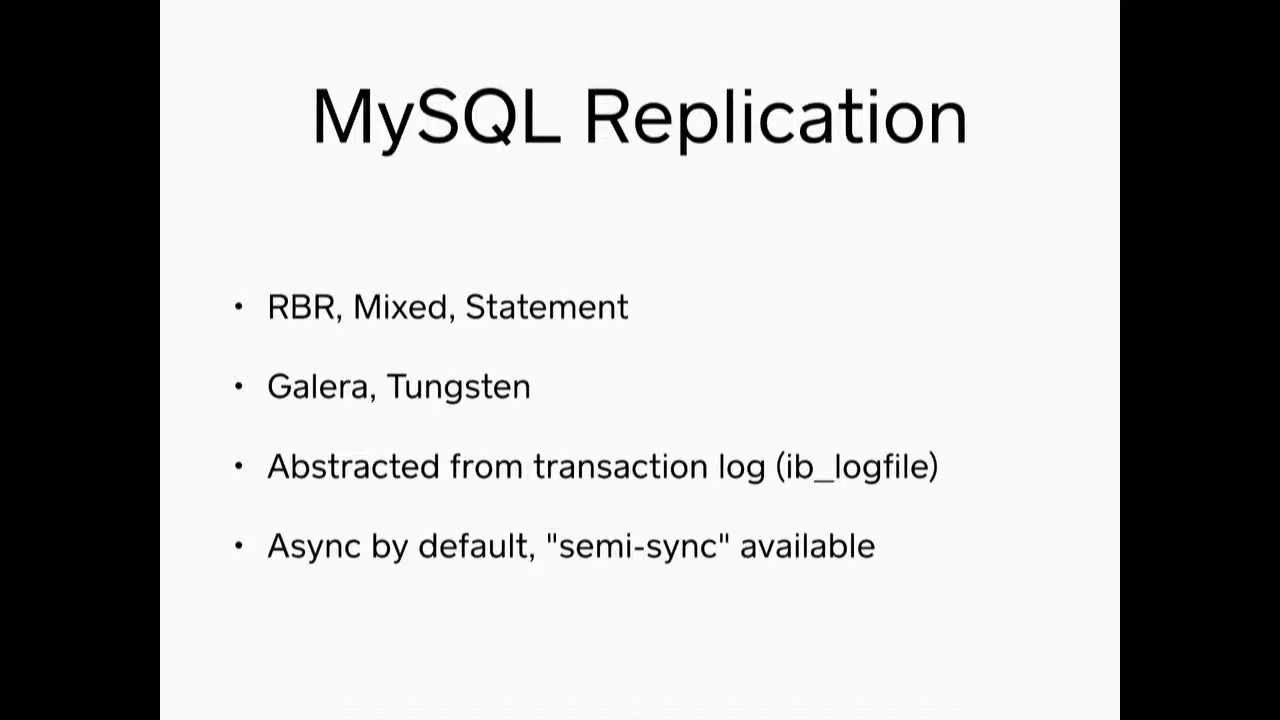 MySQL Replication
• RBR, Mixed, Statement
• Galera, Tungsten
• Abstracted from transaction log (ib_logfile)
• Async by default, "semi-sync" available